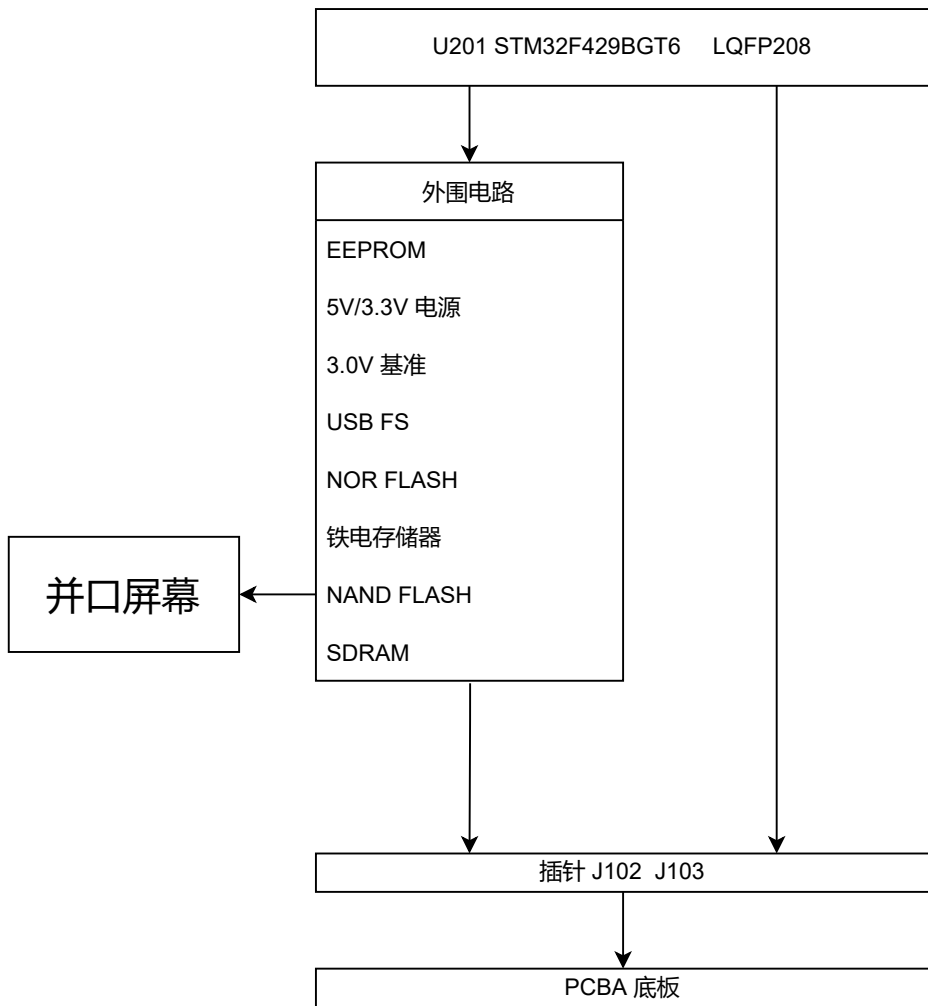 U201 STM32F429BGT6 LQFP208
外围电路
EEPROM
5V/3.3V 电源
3.0V 基准
USB FS
NOR FLASH
铁电存储器
NAND FLASH
SDRAM
并口屏幕
插针 J102 J103
PCBA 底板